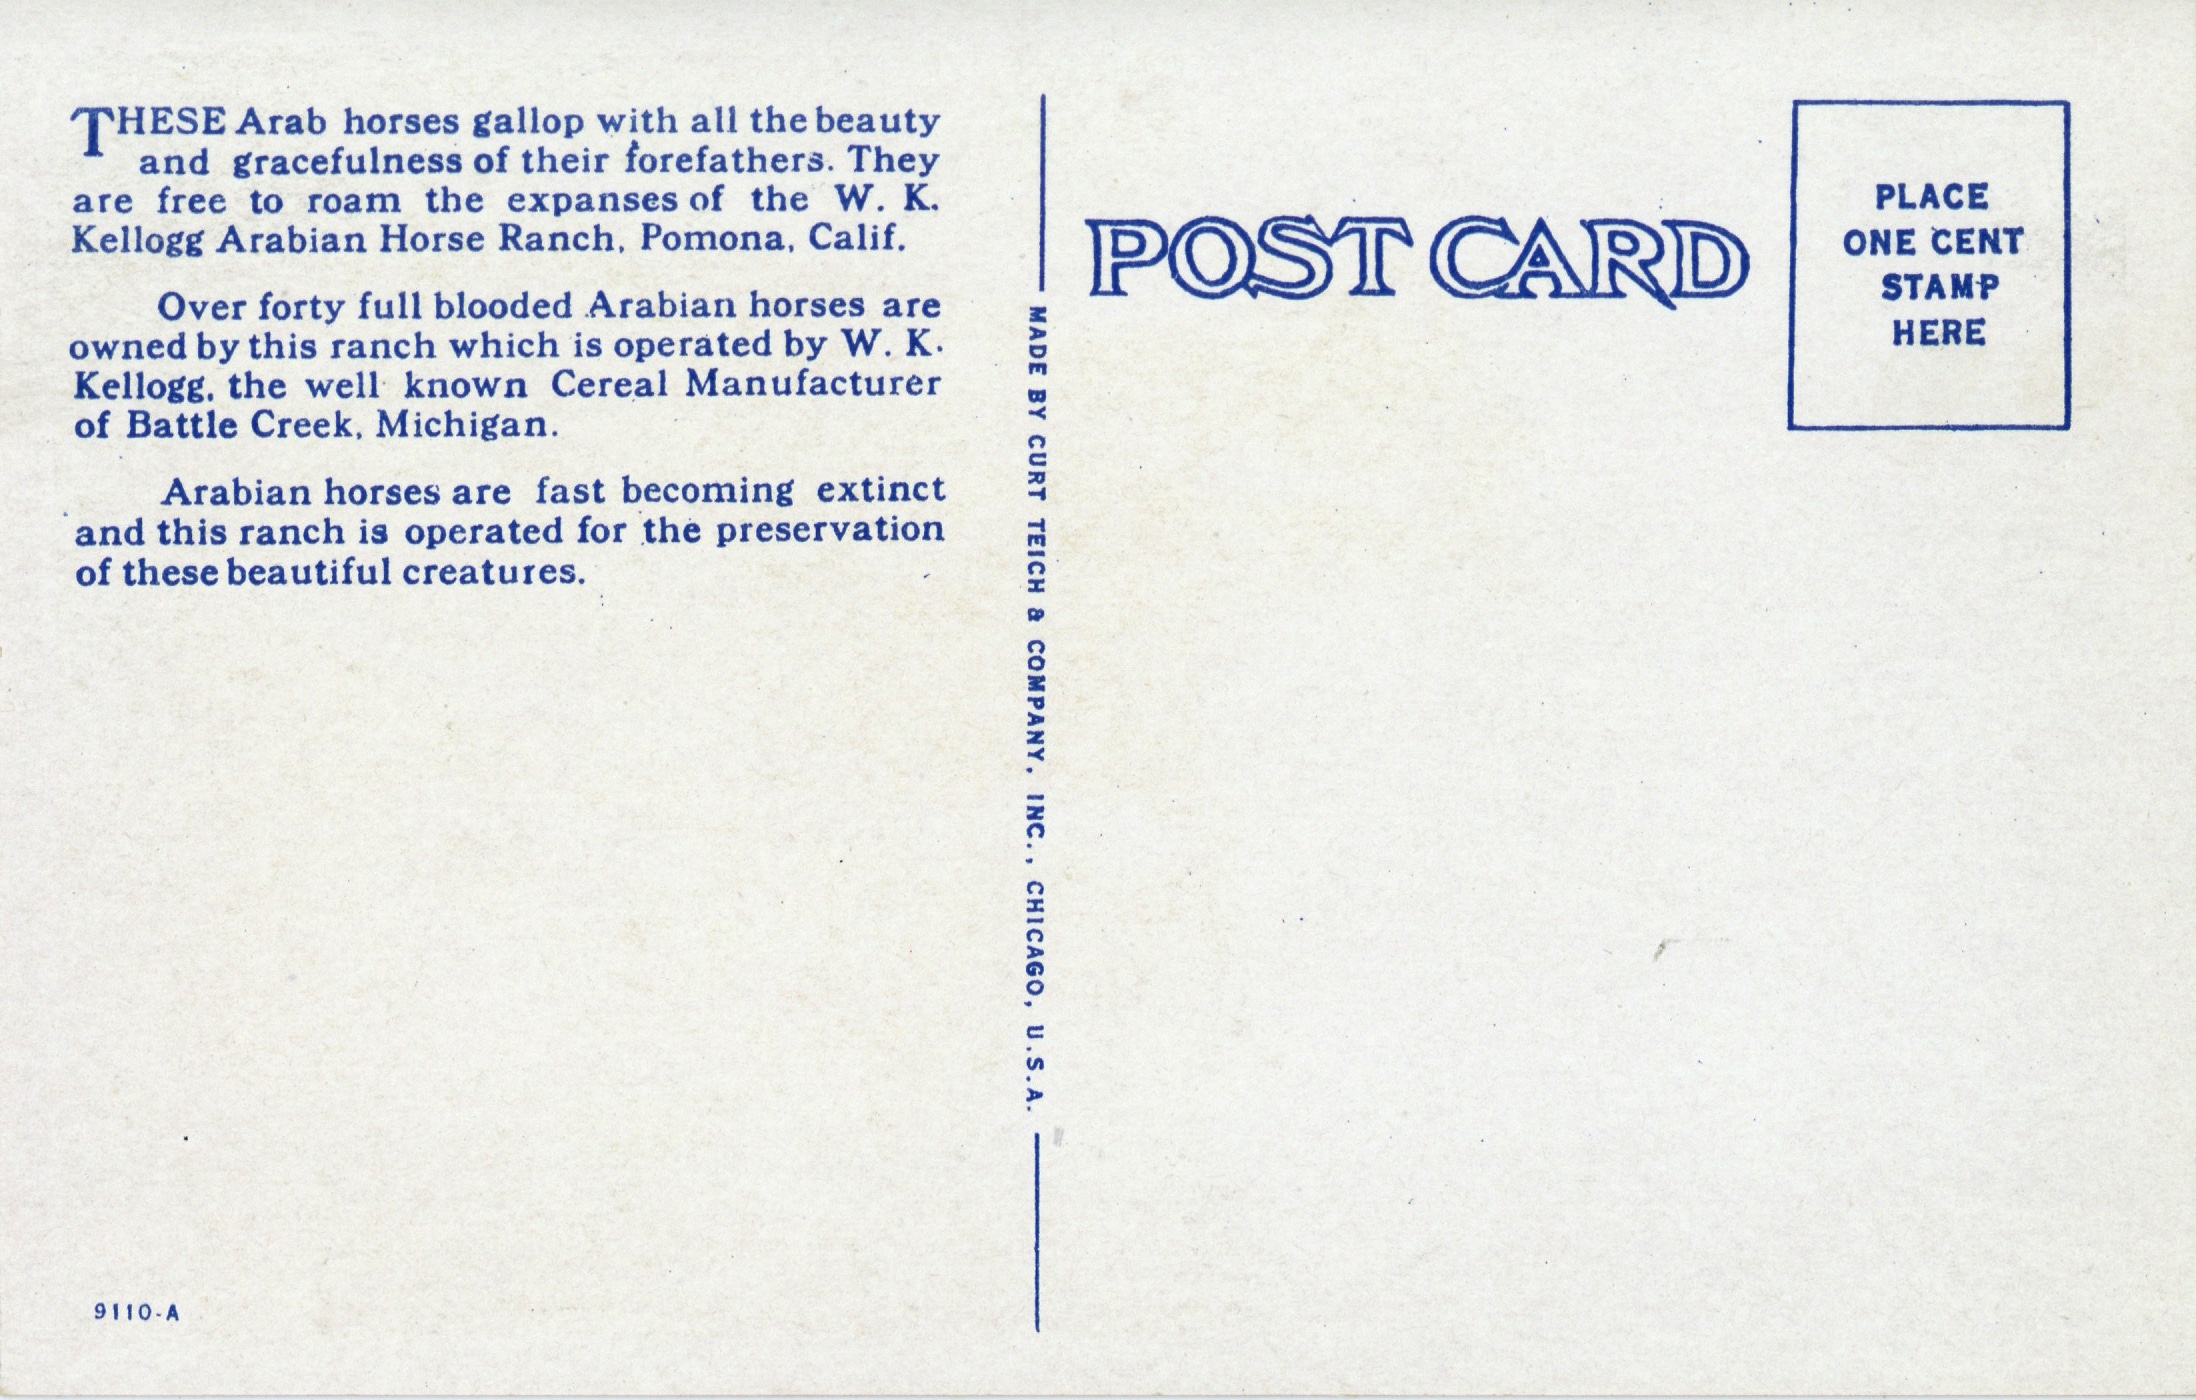 THESE Arab horses gallop with all the beauty
and gracefulness of their forefathers. They
are free to roam the expanses of the W. K.
Kellogg Arabian Horse Ranch, Pomona, Calif.
Over forty full blooded Arabian horses are
owned by this ranch which is operated by W. K.
Kellogg, the well known Cereal Manufacturer
of Battle Creek, Michigan.
Arabian horses are fast becoming extinct
and this ranch is operated for the preservation
of these beautiful creatures.
9110-A
MADE BY CURT TEICH & COMPANY, INC., CHICAGO, U.S.A.
POST CARD
PLACE
ONE CENT
STAMP
HERE